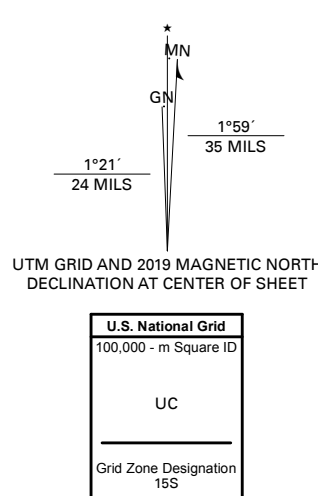 ★
MN
GN
1°59´
35 MILS
1°21´
24 MILS
UTM GRID AND 2019 MAGNETIC NORTH
DECLINATION AT CENTER OF SHEET
U.S. National Grid
100,000 - m Square ID
UC
Grid Zone Designation
15S